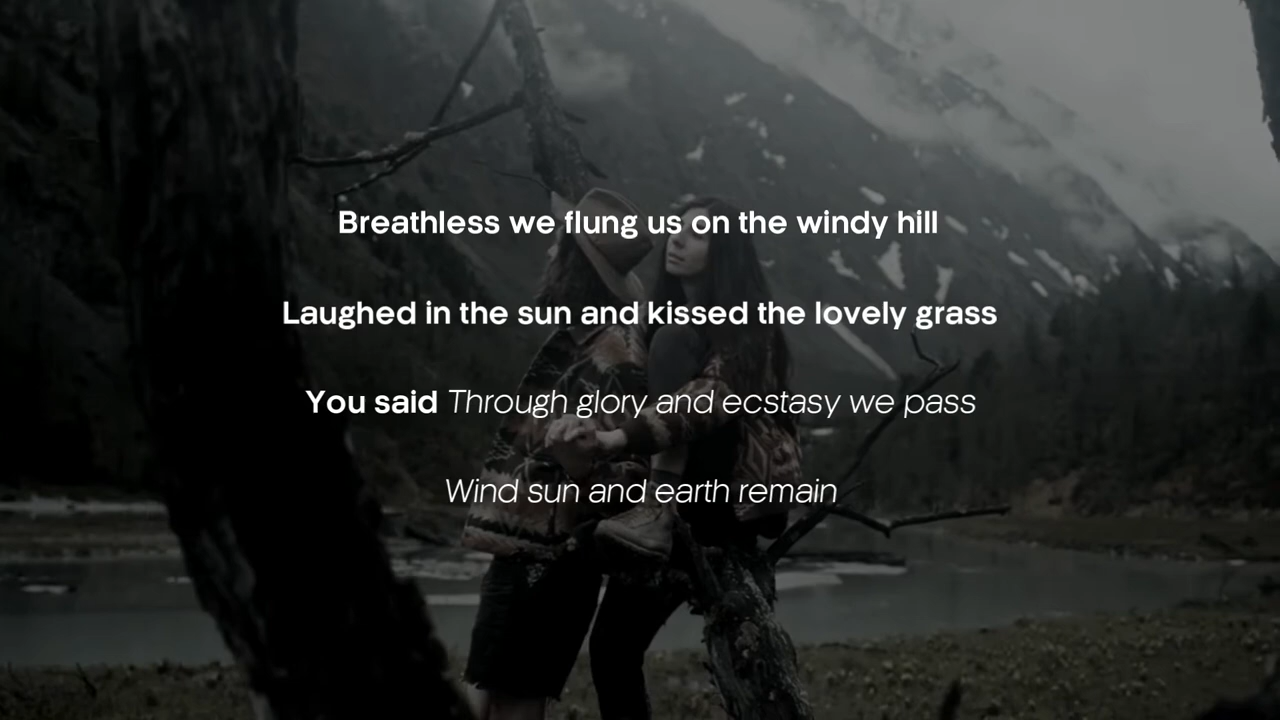 Breathless we flung us on the windy hill
Laughed in the sun and kissed the lovely grass
You said Through glory and ecstasy we pass
Wind sun and earth remain